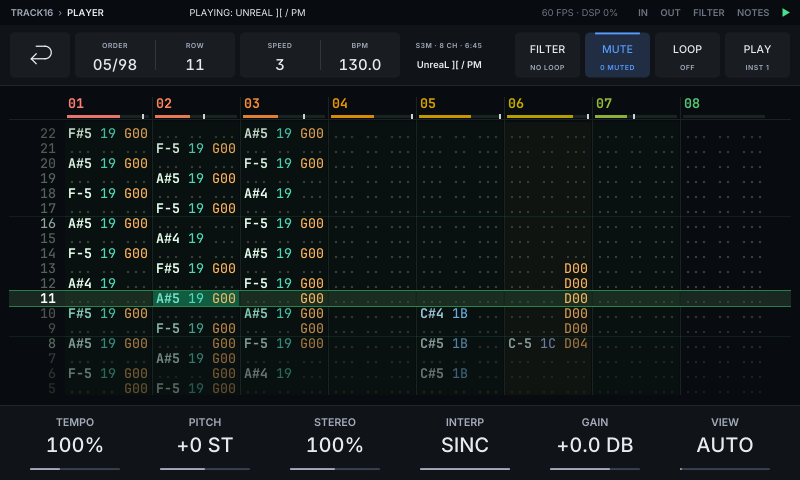 TRACK16 › PLAYER PLAYING: UNREAL ][ / PM 60 FPS · DSP 0% IN OUT FILTER NOTES
ORDER ROW SPEED BPM S3M · 8 CH · 6:45 FILTER MUTE LOOP PLAY
05/98 11 3 130.0 UnreaL ][ / PM NO LOOP 0 MUTED OFF INST 1
01 02 03 04 05 06 07 08
22 F#5 19 G00 ... .. ... A#5 19 G00 ... .. ... ... .. ... ... .. ... ... .. ... ... .. ...
21 ... .. ... F-5 19 G00 ... .. ... ... .. ... ... .. ... ... .. ... ... .. ... ... .. ...
20 A#5 19 G00 ... .. ... F-5 19 G00 ... .. ... ... .. ... ... .. ... ... .. ... ... .. ...
19 ... .. ... A#5 19 G00 ... .. ... ... .. ... ... .. ... ... .. ... ... .. ... ... .. ...
18 F-5 19 G00 ... .. ... A#4 19 ... ... .. ... ... .. ... ... .. ... ... .. ... ... .. ...
17 ... .. ... F-5 19 G00 ... .. ... ... .. ... ... .. ... ... .. ... ... .. ... ... .. ...
16 A#5 19 G00 ... .. ... F-5 19 G00 ... .. ... ... .. ... ... .. ... ... .. ... ... .. ...
15 ... .. ... A#4 19 ... ... .. ... ... .. ... ... .. ... ... .. ... ... .. ... ... .. ...
14 F-5 19 G00 ... .. ... A#5 19 G00 ... .. ... ... .. ... ... .. ... ... .. ... ... .. ...
13 ... .. ... F#5 19 G00 ... .. ... ... .. ... ... .. ... ... .. D00 ... .. ... ... .. ...
12 A#4 19 ... ... .. ... F-5 19 G00 ... .. ... ... .. ... ... .. D00 ... .. ... ... .. ...
11 ... .. ... A#5 19 G00 ... .. G00 ... .. ... ... .. ... ... .. D00 ... .. ... ... .. ...
10 F#5 19 G00 ... .. ... A#5 19 G00 ... .. ... C#4 1B ... ... .. D00 ... .. ... ... .. ...
9 ... .. ... F-5 19 G00 ... .. G00 ... .. ... ... .. ... ... .. D00 ... .. ... ... .. ...
8 A#5 19 G00 ... .. ... F-5 19 G00 ... .. ... C#5 1B ... C-5 1C D04 ... .. ... ... .. ...
7 ... .. ... A#5 19 G00 ... .. ... ... .. ... ... .. ... ... .. ... ... .. ... ... .. ...
6 F-5 19 G00 ... .. ... A#4 19 ... ... .. ... C#5 1B ... ... .. ... ... .. ... ... .. ...
5 ... .. G00 F-5 19 G00 ... .. ... ... .. ... ... .. ... ... .. ... ... .. ... ... .. ...
TEMPO PITCH STEREO INTERP GAIN VIEW
100% +0 ST 100% SINC +0.0 DB AUTO